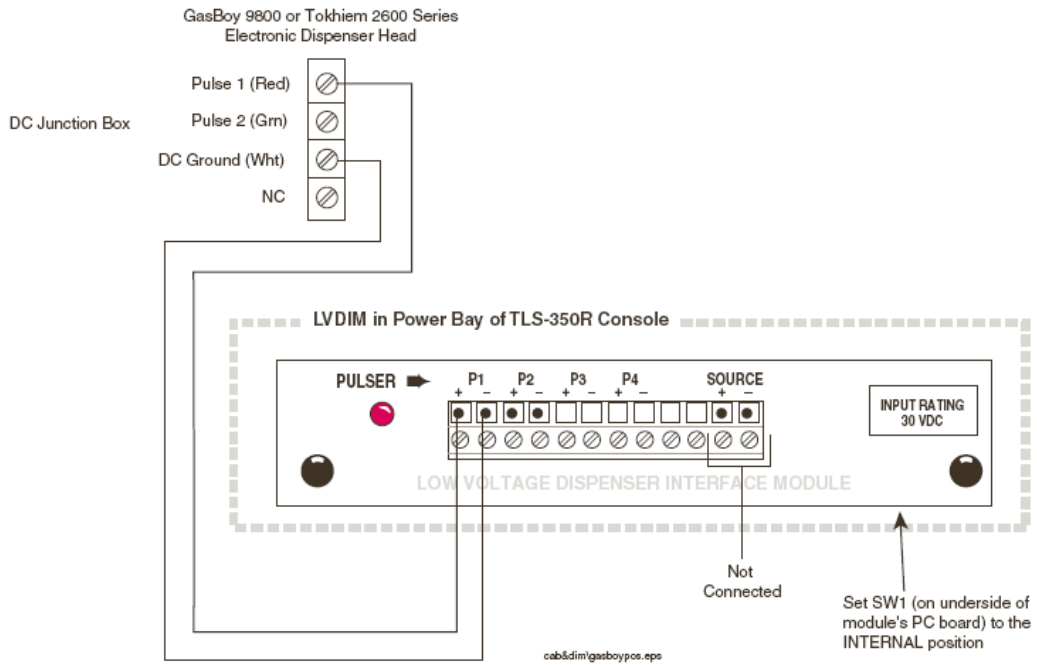 GasBoy 9800 or Tokhiem 2600 Series
Electronic Dispenser Head
Pulse 1 (Red)
DC Junction Box
Pulse 2 (Grn)
DC Ground (Wht)
NC
LVDIM in Power Bay of TLS-350R Console
PULSER
P1 P2 P3 P4 SOURCE
+ − + − + − + − + −
INPUT RATING
30 VDC
LOW VOLTAGE DISPENSER INTERFACE MODULE
Not
Connected
Set SW1 (on underside of
module's PC board) to the
INTERNAL position
cab&dim\gasboypos.eps